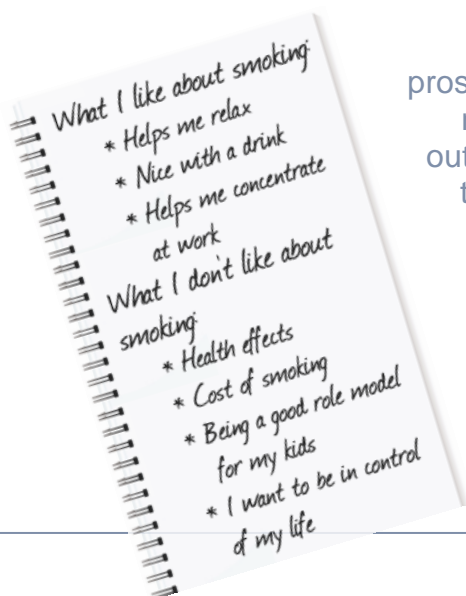 What I like about smoking:
* Helps me relax
* Nice with a drink
* Helps me concentrate
at work
What I don't like about
smoking:
* Health effects
* Cost of smoking
* Being a good role model
for my kids
* I want to be in control
of my life
pros
out